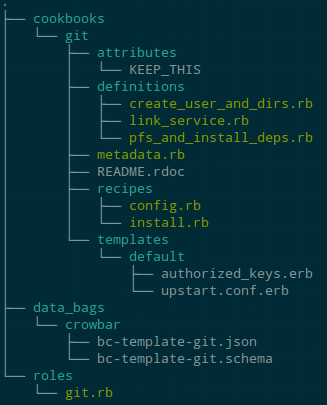 .
├── cookbooks
│   └── git
│       ├── attributes
│       │   └── KEEP_THIS
│       ├── definitions
│       │   ├── create_user_and_dirs.rb
│       │   ├── link_service.rb
│       │   └── pfs_and_install_deps.rb
│       ├── metadata.rb
│       ├── README.rdoc
│       ├── recipes
│       │   ├── config.rb
│       │   └── install.rb
│       └── templates
│           └── default
│               ├── authorized_keys.erb
│               └── upstart.conf.erb
├── data_bags
│   └── crowbar
│       ├── bc-template-git.json
│       └── bc-template-git.schema
└── roles
    └── git.rb